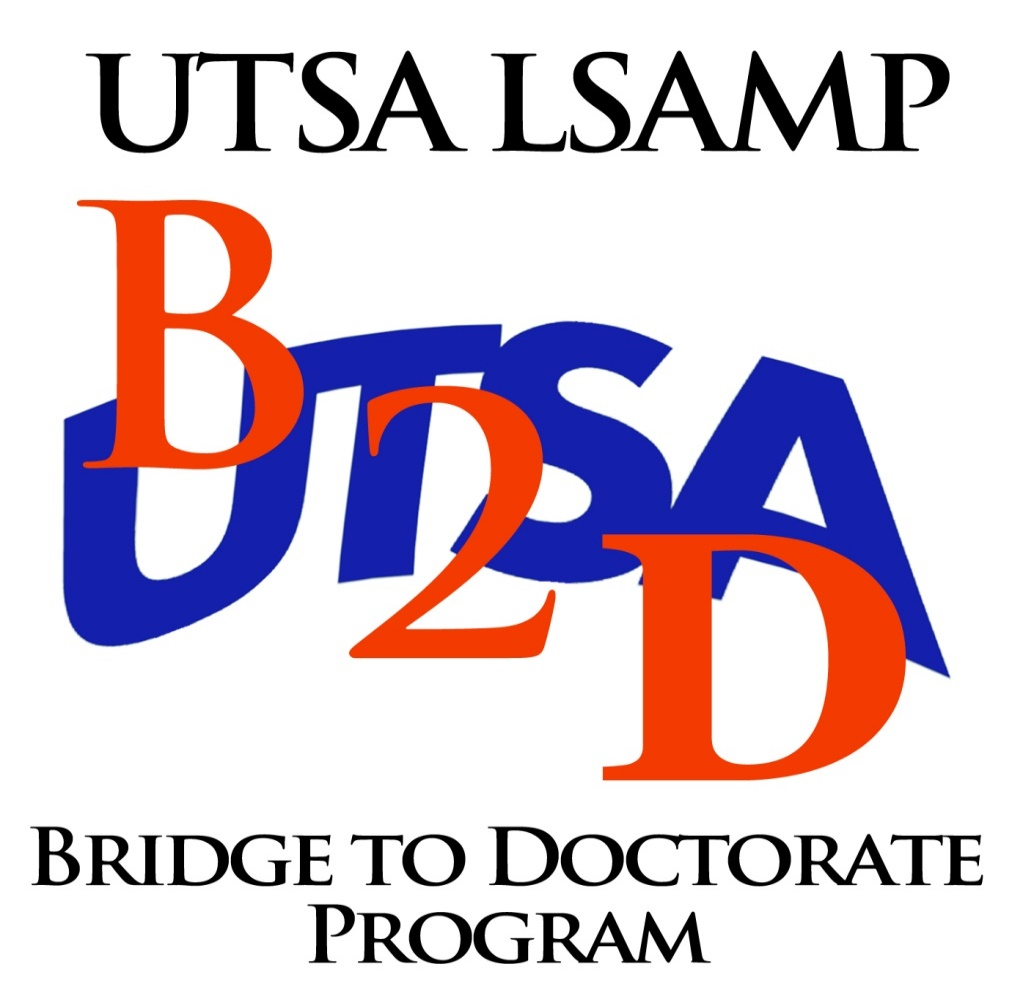 UTSA LSAMP
UTSA
B2D
BRIDGE TO DOCTORATE
PROGRAM